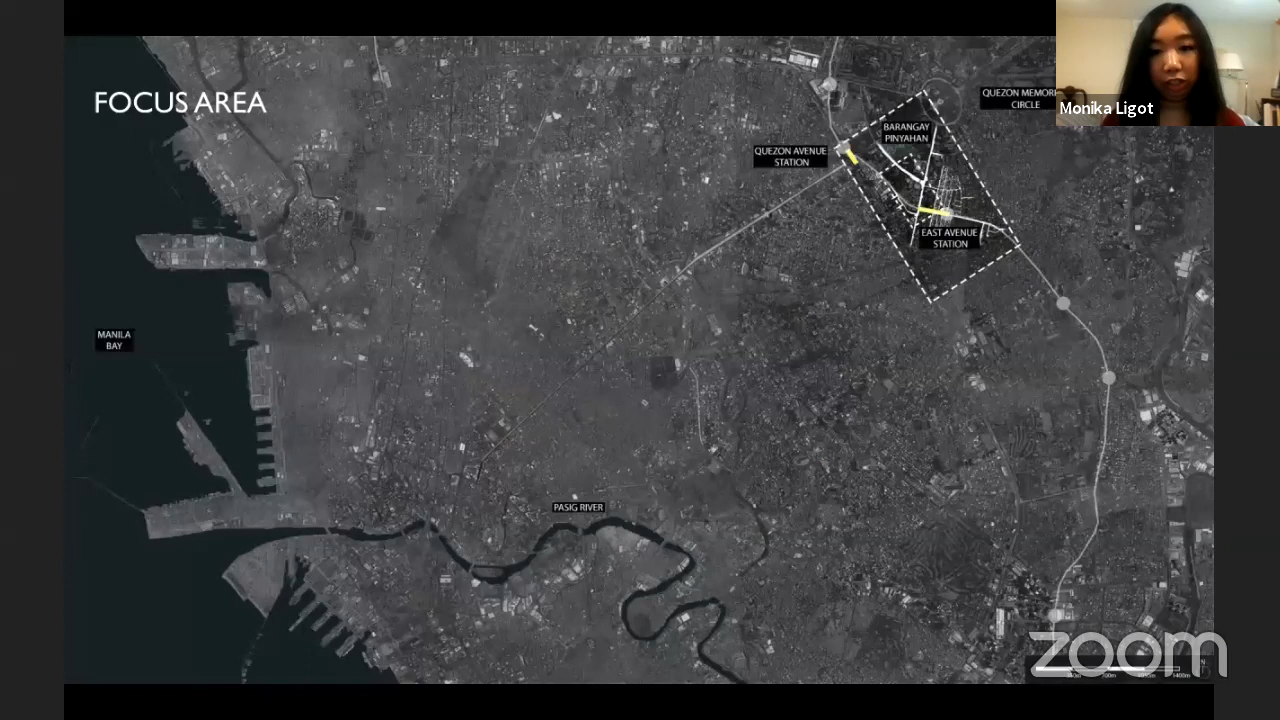 FOCUS AREA
QUEZON MEMORI
CIRCLE
Monika Ligot
BARANGAY
PINYAHAN
QUEZON AVENUE
STATION
EAST AVENUE
STATION
MANILA
BAY
PASIG RIVER
zoom
1400m